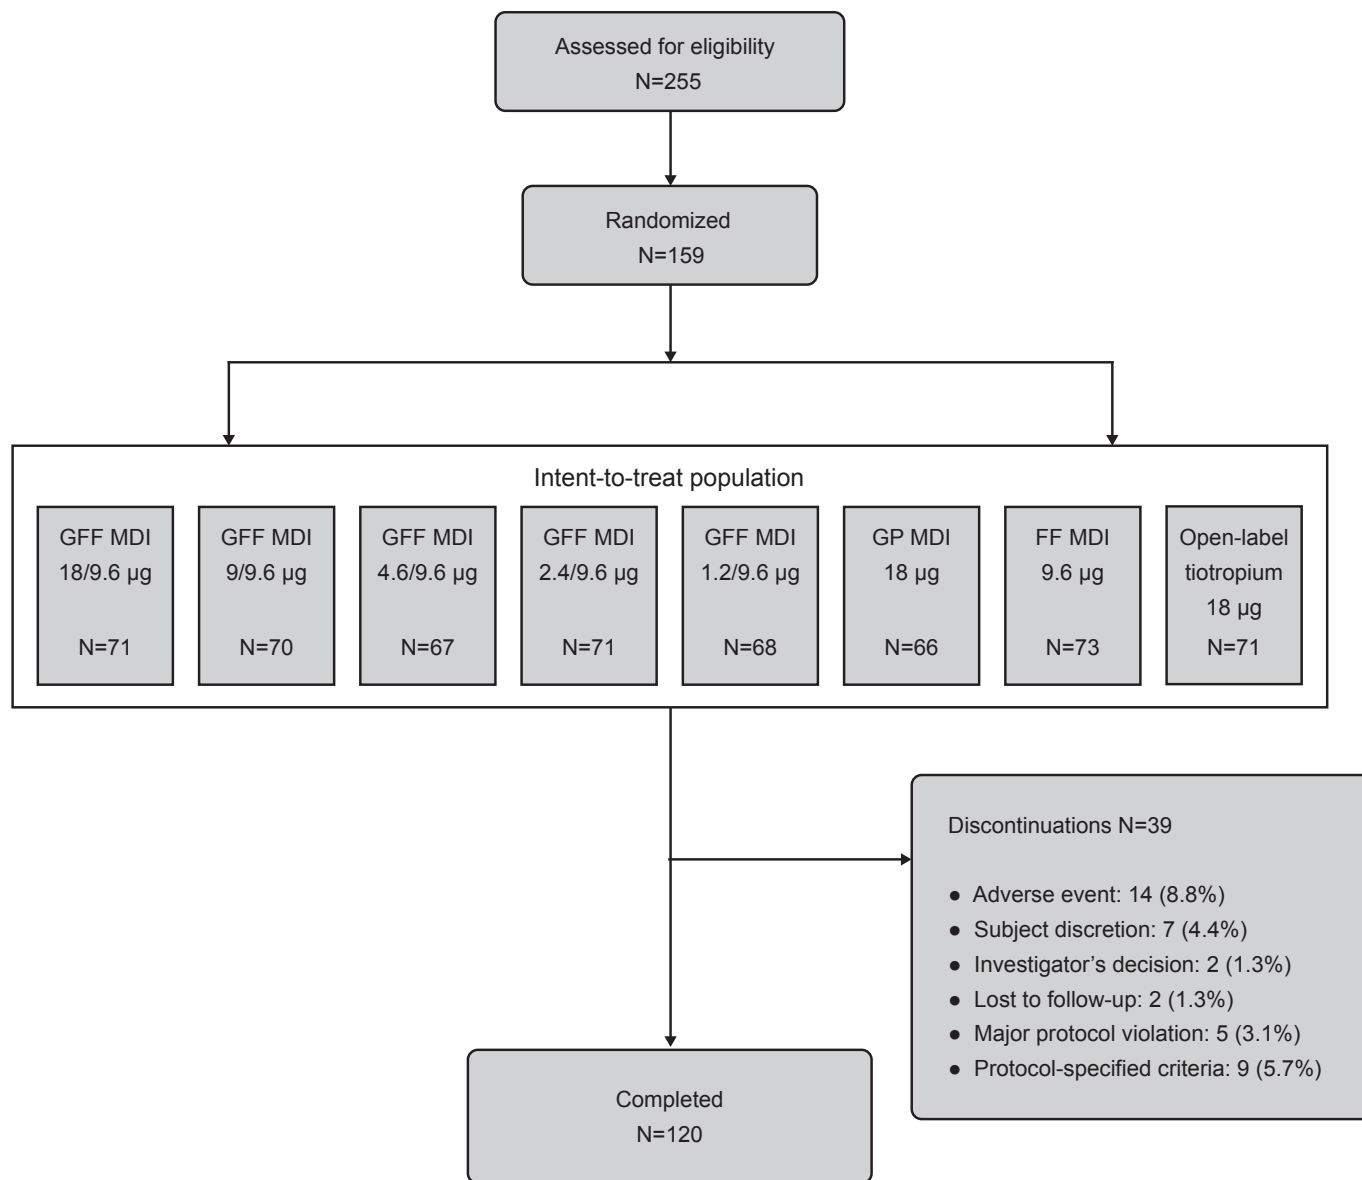 Assessed for eligibility
N=255
Randomized
N=159
Intent-to-treat population
GFF MDI
18/9.6 µg
N=71
GFF MDI
9/9.6 µg
N=70
GFF MDI
4.6/9.6 µg
N=67
GFF MDI
2.4/9.6 µg
N=71
GFF MDI
1.2/9.6 µg
N=68
GP MDI
18 µg
N=66
FF MDI
9.6 µg
N=73
Open-label
tiotropium
18 µg
N=71
Discontinuations N=39
● Adverse event: 14 (8.8%)
● Subject discretion: 7 (4.4%)
● Investigator’s decision: 2 (1.3%)
● Lost to follow-up: 2 (1.3%)
● Major protocol violation: 5 (3.1%)
● Protocol-specified criteria: 9 (5.7%)
Completed
N=120